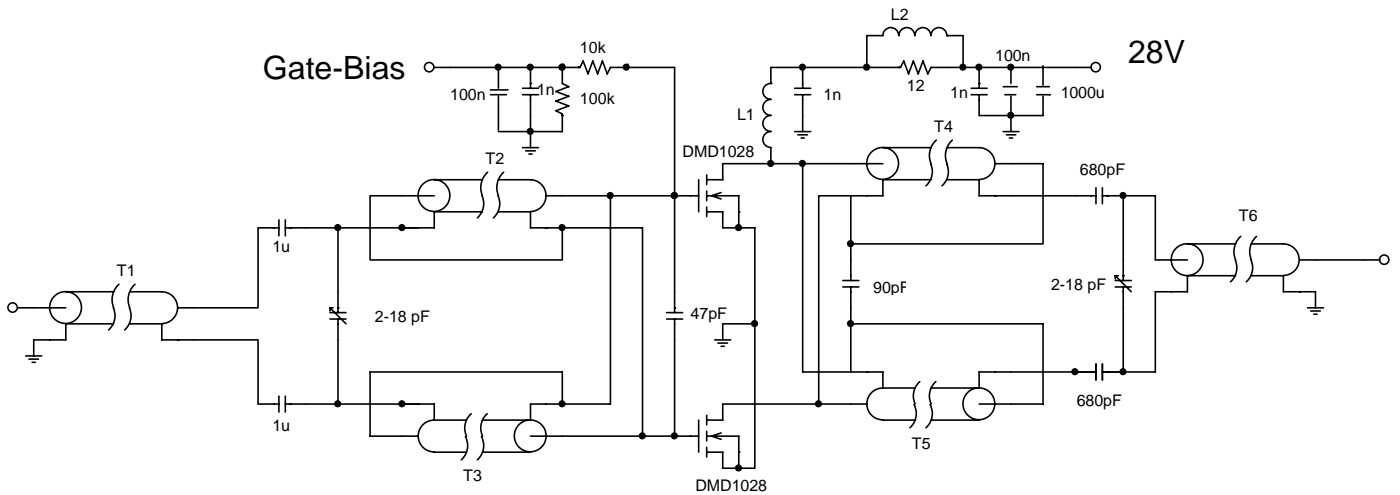 L2
Gate-Bias
10k
28V
100n
1n
100k
12
1n
100n
1000u
L1
1n
T2
DMD1028
T4
680pF
T1
1u
2-18 pF
47pF
90pF
2-18 pF
T6
1u
T3
T5
680pF
DMD1028